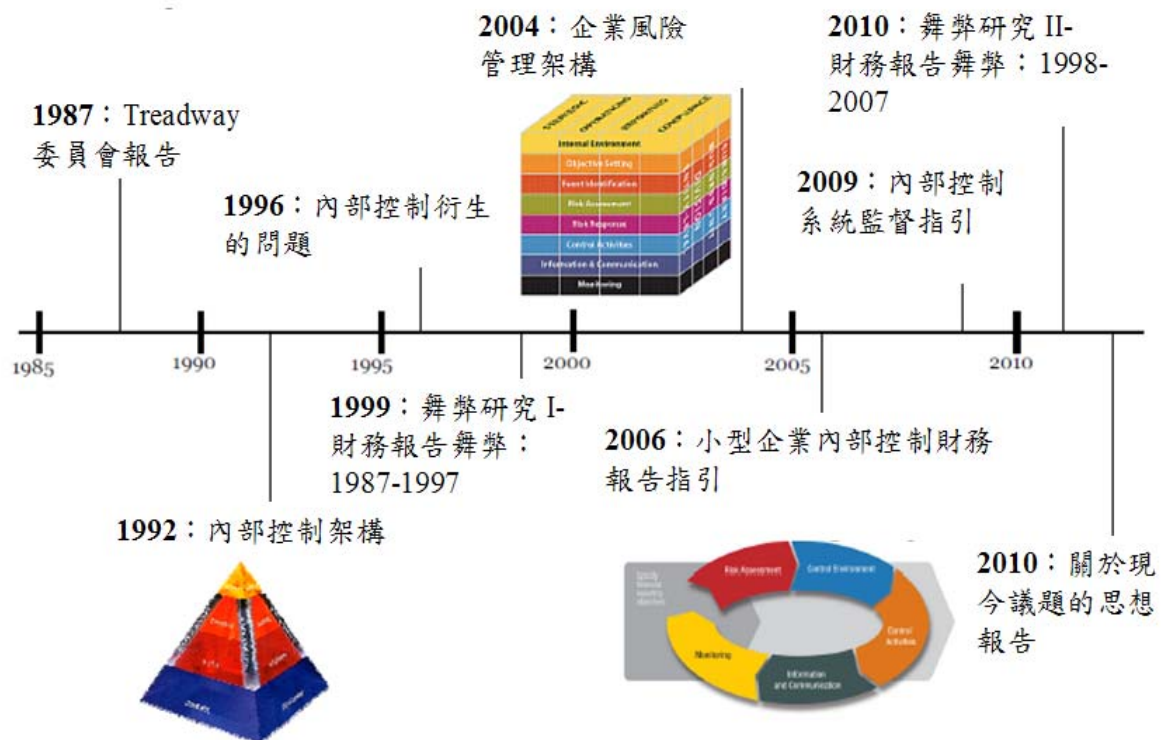 2004：企業風險
管理架構
2010：舞弊研究 II-
財務報告舞弊：1998-
2007
1987：Treadway
委員會報告
1996：內部控制衍生
的問題
2009：內部控制
系統監督指引
STRATEGIC
OPERATIONS
REPORTING
COMPLIANCE
Internal Environment
Objective Setting
Event Identification
Risk Assessment
Risk Response
Control Activities
Information & Communication
Monitoring
1985
1990
1995
2000
2005
2010
1999：舞弊研究 I-
財務報告舞弊：
1987-1997
2006：小型企業內部控制財務
報告指引
1992：內部控制架構
2010：關於現
今議題的思想
報告
Risk Assessment
Control Environment
Control
Activities
Information
and Communication
Monitoring